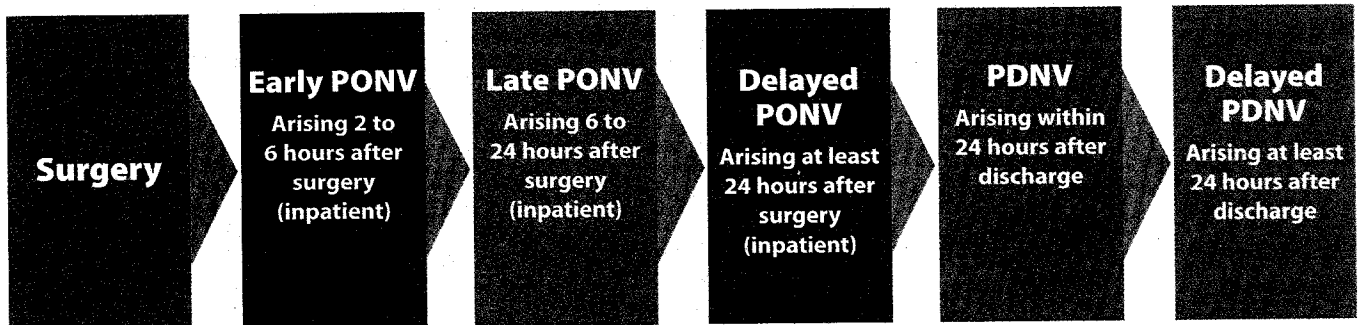 Surgery
Early PONV
Arising 2 to
6 hours after
surgery
(inpatient)
Late PONV
Arising 6 to
24 hours after
surgery
(inpatient)
Delayed
PONV
Arising at least
24 hours after
surgery
(inpatient)
PDNV
Arising within
24 hours after
discharge
Delayed
PDNV
Arising at least
24 hours after
discharge